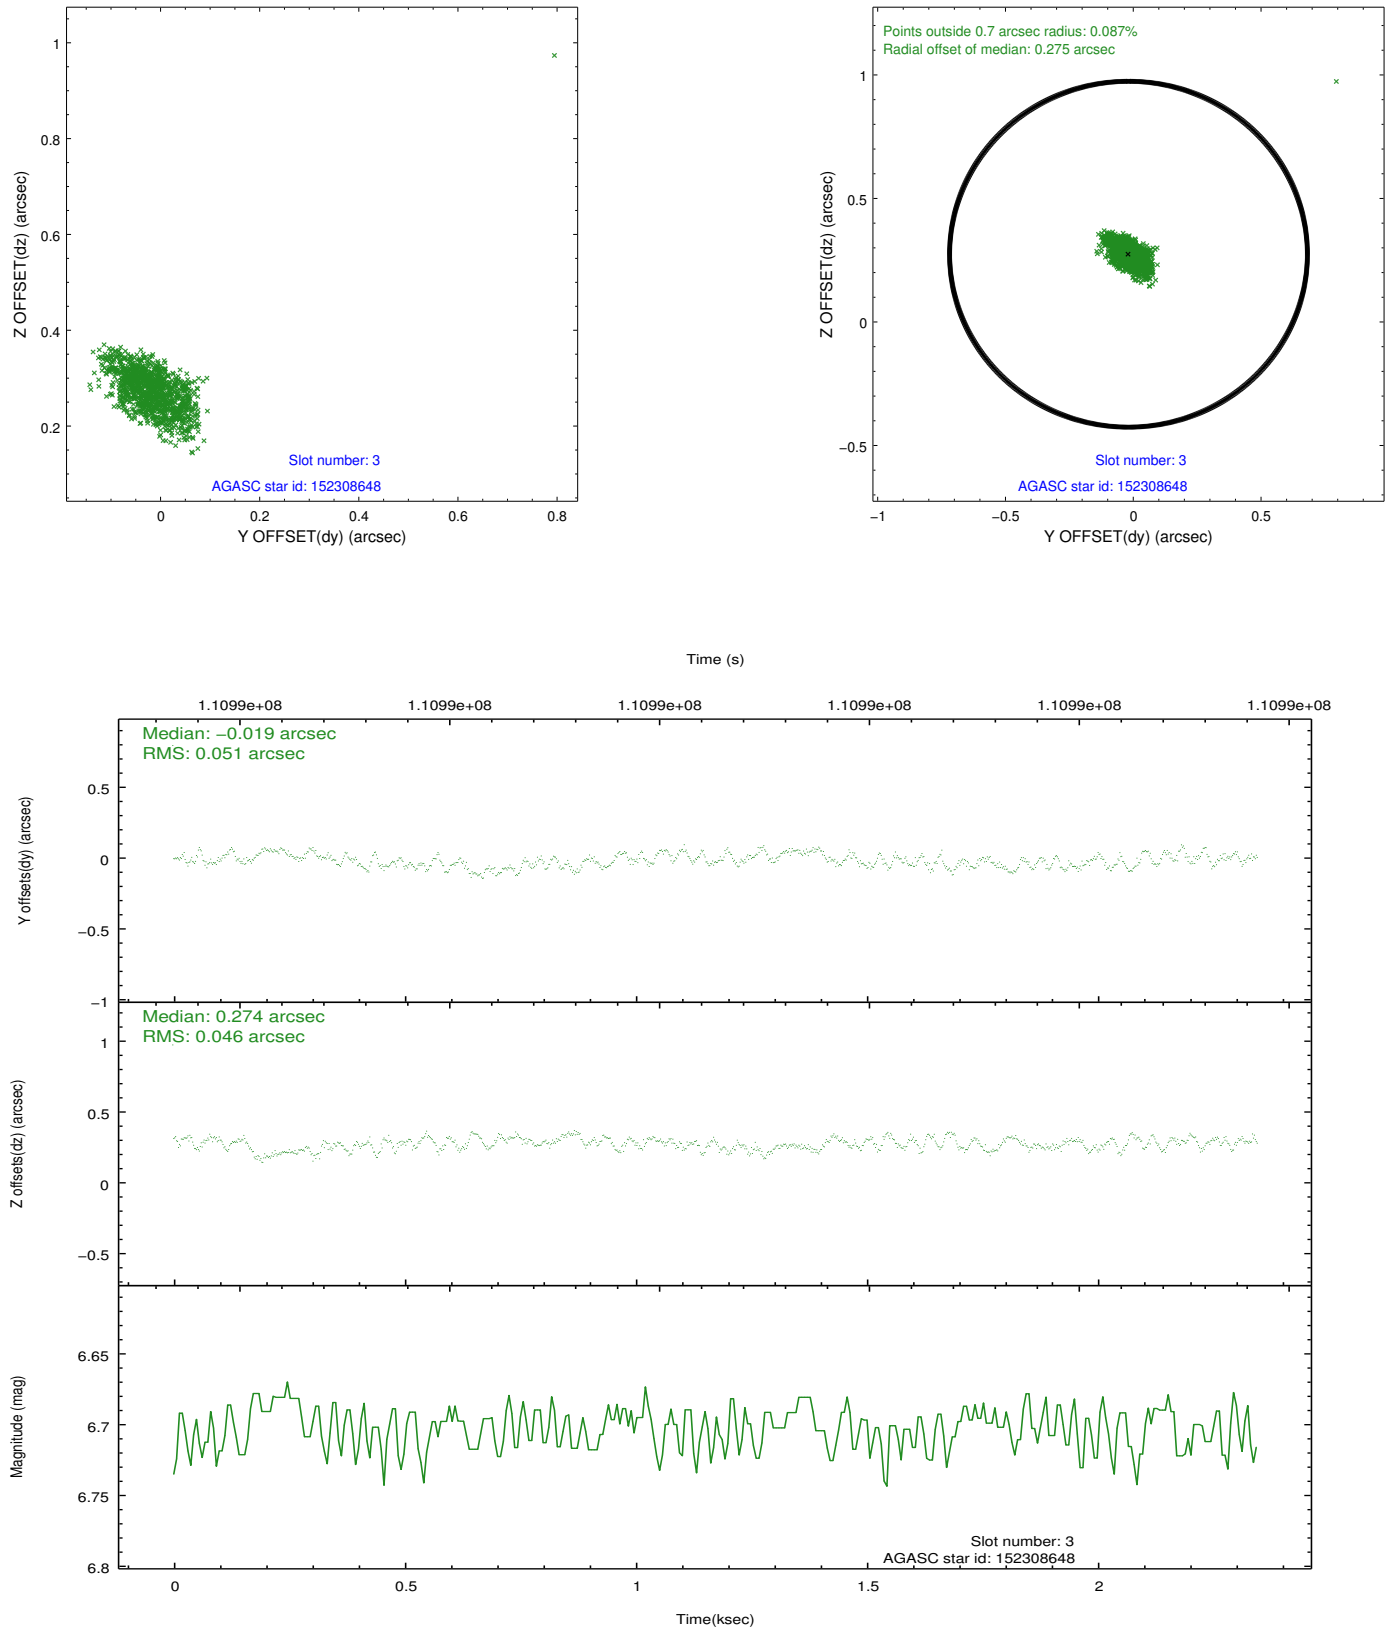 1
0.8
0.6
0.4
0.2
Z OFFSET(dz) (arcsec)
Slot number: 3
AGASC star id: 152308648
0 0.2 0.4 0.6 0.8
Y OFFSET(dy) (arcsec)
Points outside 0.7 arcsec radius: 0.087%
Radial offset of median: 0.275 arcsec
1
0.5
0
−0.5
Z OFFSET(dz) (arcsec)
Slot number: 3
AGASC star id: 152308648
−1 −0.5 0 0.5
Y OFFSET(dy) (arcsec)
Time (s)
1.1099e+08 1.1099e+08 1.1099e+08 1.1099e+08 1.1099e+08 1.1099e+08
Median: −0.019 arcsec
RMS: 0.051 arcsec
0.5
0
−0.5
−1
Y offsets(dy) (arcsec)
Median: 0.274 arcsec
RMS: 0.046 arcsec
1
0.5
0
−0.5
Z offsets(dz) (arcsec)
6.65
6.7
6.75
6.8
Magnitude (mag)
Slot number: 3
AGASC star id: 152308648
0 0.5 1 1.5 2
Time(ksec)